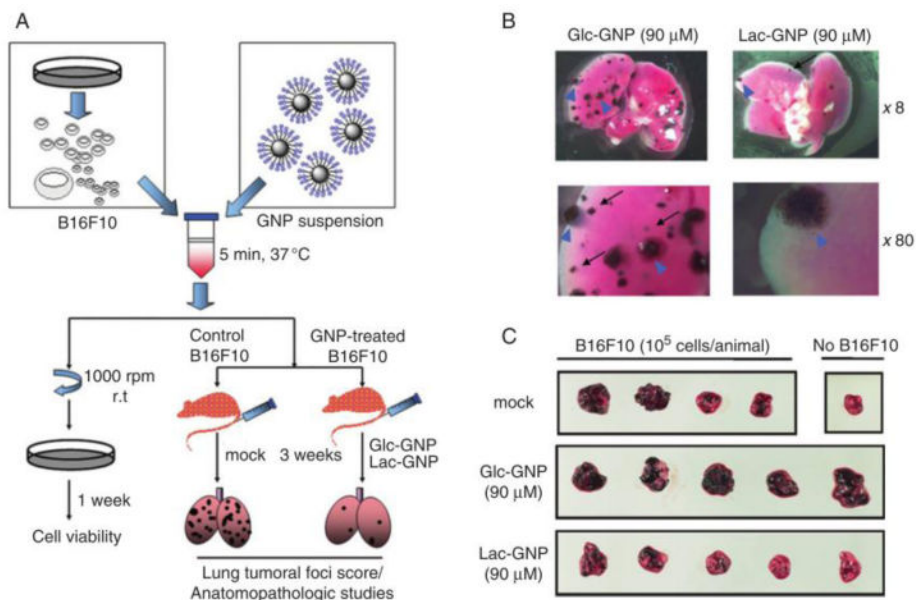 A
B16F10
GNP suspension
5 min, 37 °C
1000 rpm
r.t
1 week
Cell viability
Control
B16F10
GNP-treated
B16F10
mock
3 weeks
Glc-GNP
Lac-GNP
Lung tumoral foci score/
Anatomopathologic studies
B
Glc-GNP (90 μM)
Lac-GNP (90 μM)
x 8
x 80
C
B16F10 (10⁵ cells/animal)
No B16F10
mock
Glc-GNP
(90 μM)
Lac-GNP
(90 μM)